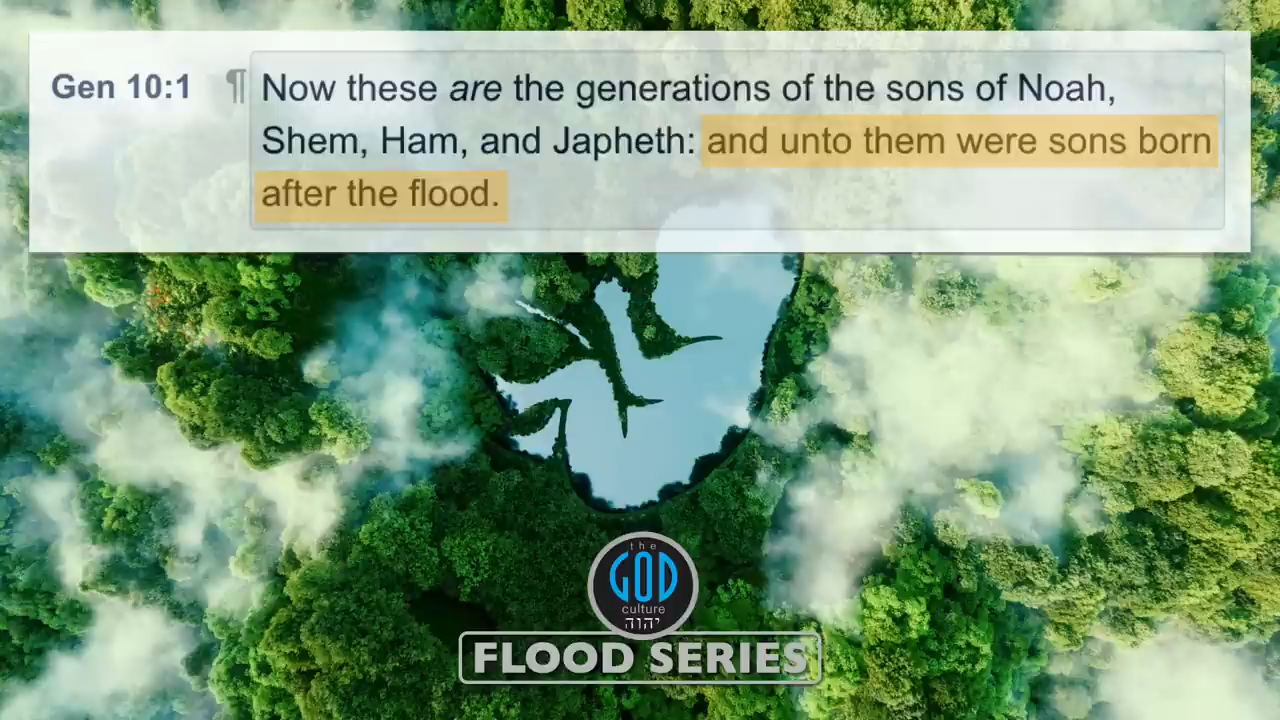 Gen 10:1 ¶ Now these are the generations of the sons of Noah,
Shem, Ham, and Japheth: and unto them were sons born
after the flood.
the
GOD
culture
יהוה
FLOOD SERIES